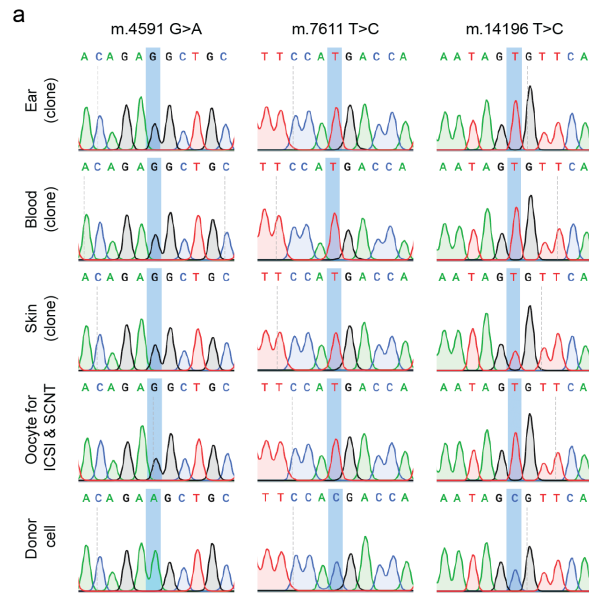 a
m.4591 G>A m.7611 T>C m.14196 T>C
Ear
(clone)
A C A G A G G C T G C
T T C C A T G A C C A
A A T A G T G T T C A
Blood
(clone)
A C A G A G G C T G C
T T C C A T G A C C A
A A T A G T G T T C A
Skin
(clone)
A C A G A G G C T G C
T T C C A T G A C C A
A A T A G T G T T C A
Oocyte for
ICSI & SCNT
A C A G A G G C T G C
T T C C A T G A C C A
A A T A G T G T T C A
Donor
cell
A C A G A A G C T G C
T T C C A C G A C C A
A A T A G C G T T C A